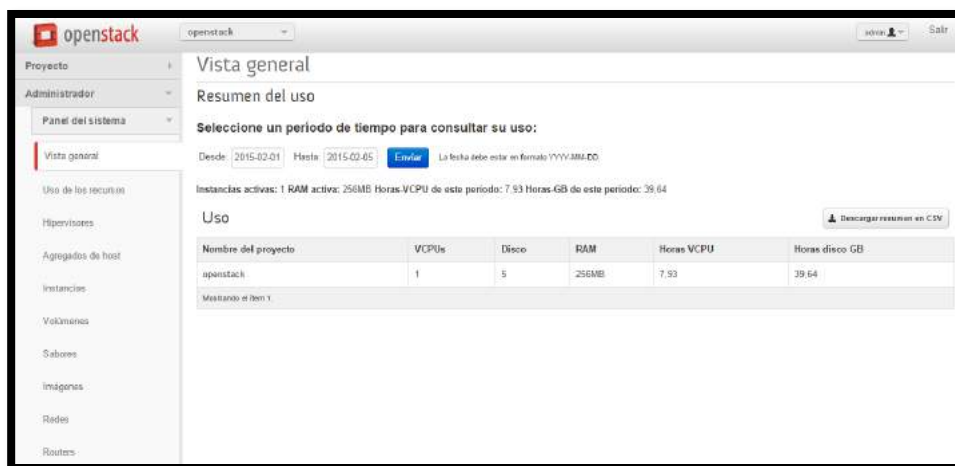 openstack
openstack
admin
Salir
Proyecto
Administrador
Panel del sistema
Vista general
Uso de los recursos
Hipervisores
Agregados de host
Instancias
Volúmenes
Sabores
Imágenes
Redes
Routers
Vista general
Resumen del uso
Seleccione un período de tiempo para consultar su uso:
Desde 2015-02-01 Hasta 2015-02-05 Enviar La fecha debe estar en formato YYYY-MM-DD.
Instancias activas: 1 RAM activa: 256MB Horas-VCPU de este período: 7,93 Horas-GB de este período: 39,64
Uso
Descargar resumen en CSV
Nombre del proyecto VCPUs Disco RAM Horas VCPU Horas disco GB
openstack 1 5 256MB 7,93 39,64
Mostrando el ítem 1.